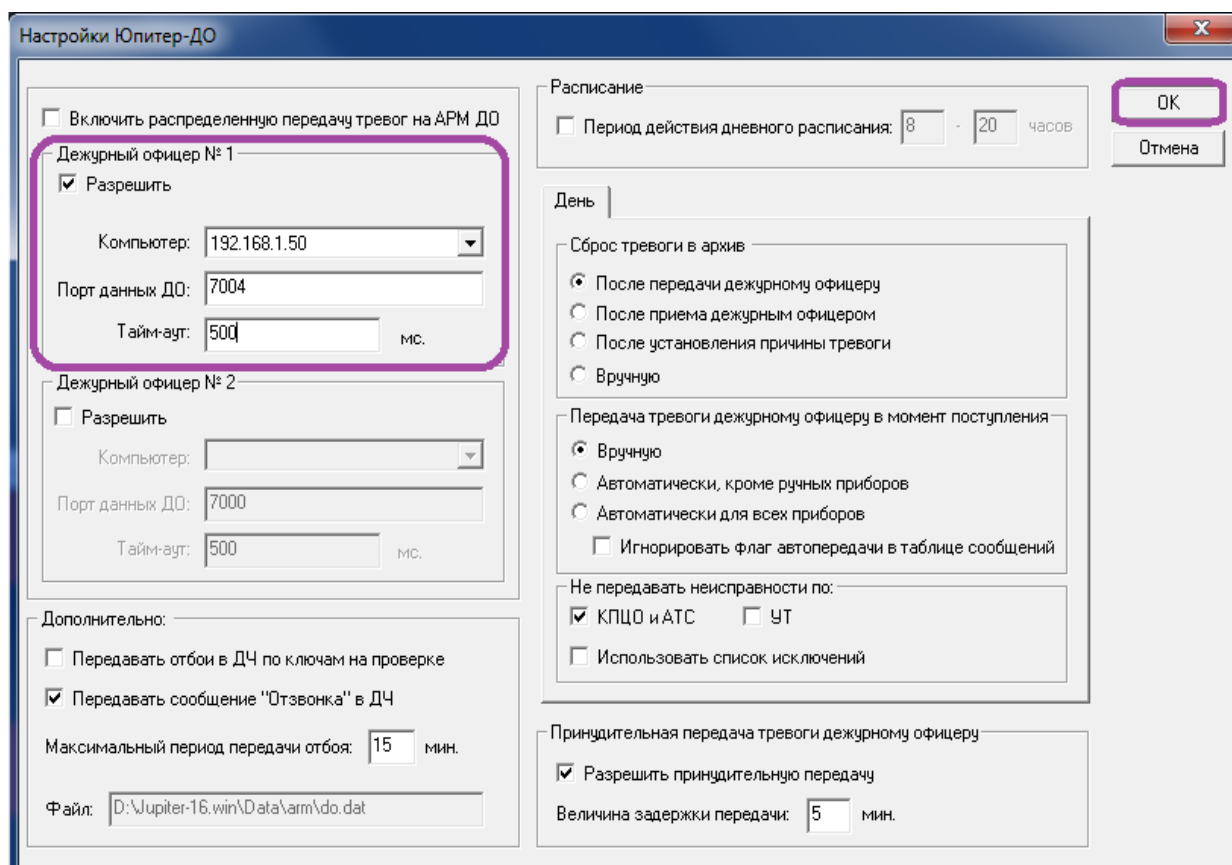 Настройки Юпитер-ДО
Включить распределенную передачу тревог на АРМ ДО
Дежурный офицер № 1
Разрешить
Компьютер: 192.168.1.50
Порт данных ДО: 7004
Тайм-аут: 500 мс.
Дежурный офицер № 2
Разрешить
Компьютер:
Порт данных ДО: 7000
Тайм-аут: 500 мс.
Дополнительно:
Передавать отбои в ДЧ по ключам на проверке
Передавать сообщение "Отзвонка" в ДЧ
Максимальный период передачи отбоя: 15 мин.
Файл: D:\Jupiter-16.win\Data\arm\do.dat
Расписание
Период действия дневного расписания: 8 - 20 часов
День
Сброс тревоги в архив
После передачи дежурному офицеру
После приема дежурным офицером
После установления причины тревоги
Вручную
Передача тревоги дежурному офицеру в момент поступления
Вручную
Автоматически, кроме ручных приборов
Автоматически для всех приборов
Игнорировать флаг автопередачи в таблице сообщений
Не передавать неисправности по:
КПЦО и АТС УТ
Использовать список исключений
Принудительная передача тревоги дежурному офицеру
Разрешить принудительную передачу
Величина задержки передачи: 5 мин.
ОК
Отмена